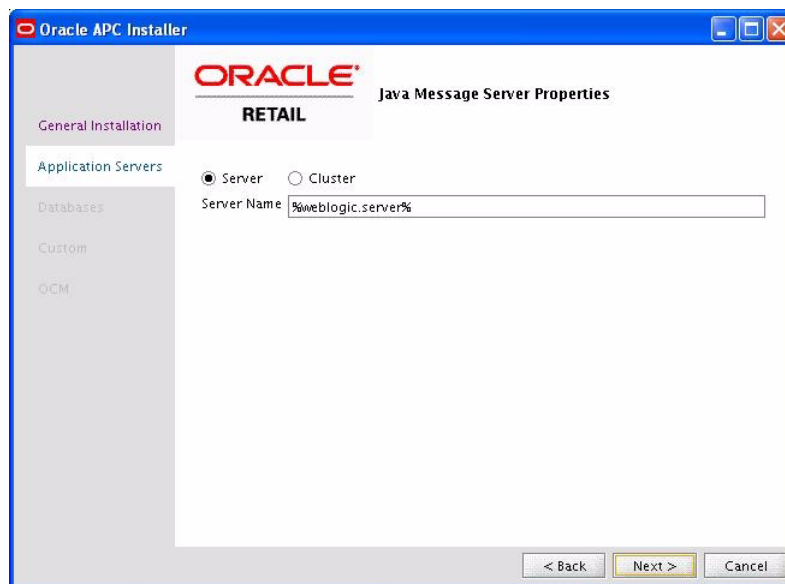 Oracle APC Installer
ORACLE
RETAIL
Java Message Server Properties
General Installation
Application Servers
Databases
Custom
OCM
Server Cluster
Server Name %weblogic.server%
< Back Next > Cancel